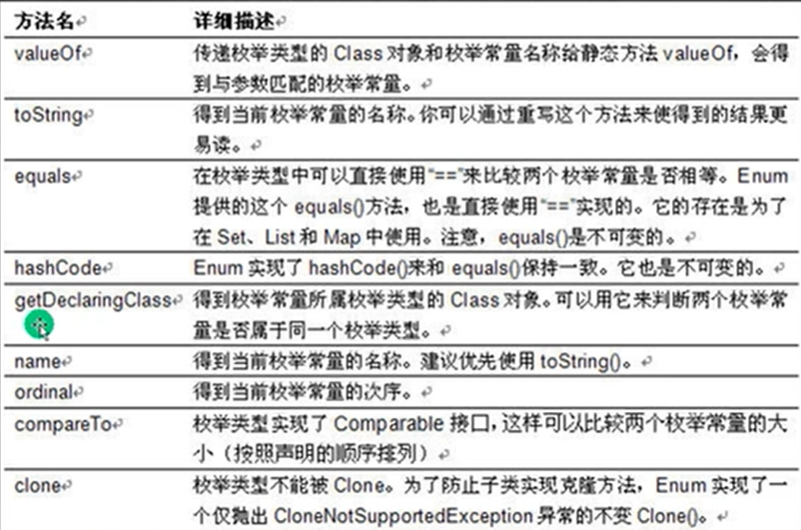 方法名 详细描述
valueOf 传递枚举类型的 Class 对象和枚举常量名称给静态方法 valueOf，会得
到与参数匹配的枚举常量。
toString 得到当前枚举常量的名称。你可以通过重写这个方法来使得到的结果更
易读。
equals 在枚举类型中可以直接使用“==”来比较两个枚举常量是否相等。Enum
提供的这个 equals()方法，也是直接使用“==”实现的。它的存在是为了
在 Set、List 和 Map 中使用。注意，equals()是不可变的。
hashCode Enum 实现了 hashCode()来和 equals()保持一致。它也是不可变的。
getDeclaringClass 得到枚举常量所属枚举类型的 Class 对象。可以用它来判断两个枚举常
量是否属于同一个枚举类型。
name 得到当前枚举常量的名称。建议优先使用 toString()。
ordinal 得到当前枚举常量的次序。
compareTo 枚举类型实现了 Comparable 接口，这样可以比较两个枚举常量的大
小（按照声明的顺序排列）
clone 枚举类型不能被 Clone。为了防止子类实现克隆方法，Enum 实现了一
个仅抛出 CloneNotSupportedException 异常的不变 Clone()。